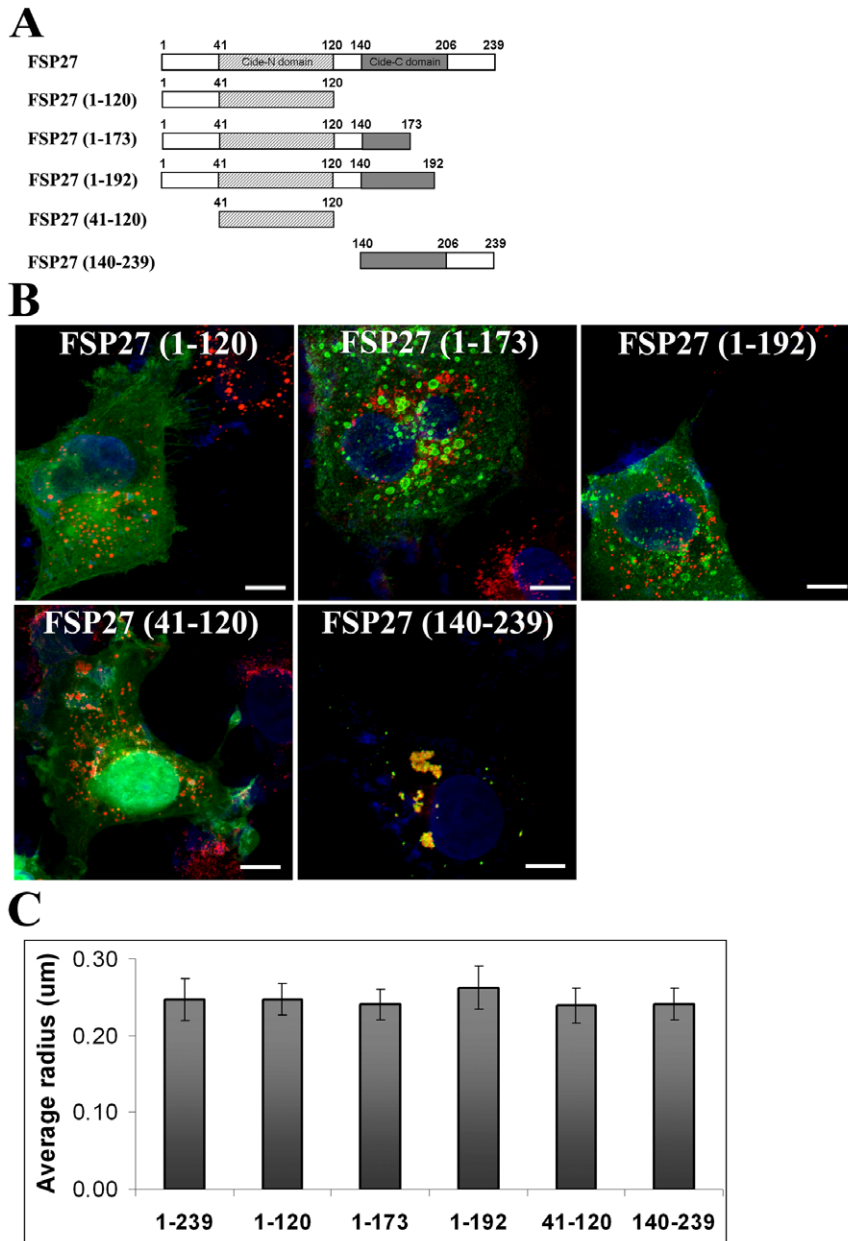 A
1 41 120 140 206 239
FSP27 Cide-N domain Cide-C domain
1 41 120
FSP27 (1-120)
1 41 120 140 173
FSP27 (1-173)
1 41 120 140 192
FSP27 (1-192)
41 120
FSP27 (41-120)
140 206 239
FSP27 (140-239)
B
FSP27 (1-120) FSP27 (1-173) FSP27 (1-192)
FSP27 (41-120) FSP27 (140-239)
C
Average radius (um)
0.30
0.20
0.10
0.00
1-239 1-120 1-173 1-192 41-120 140-239